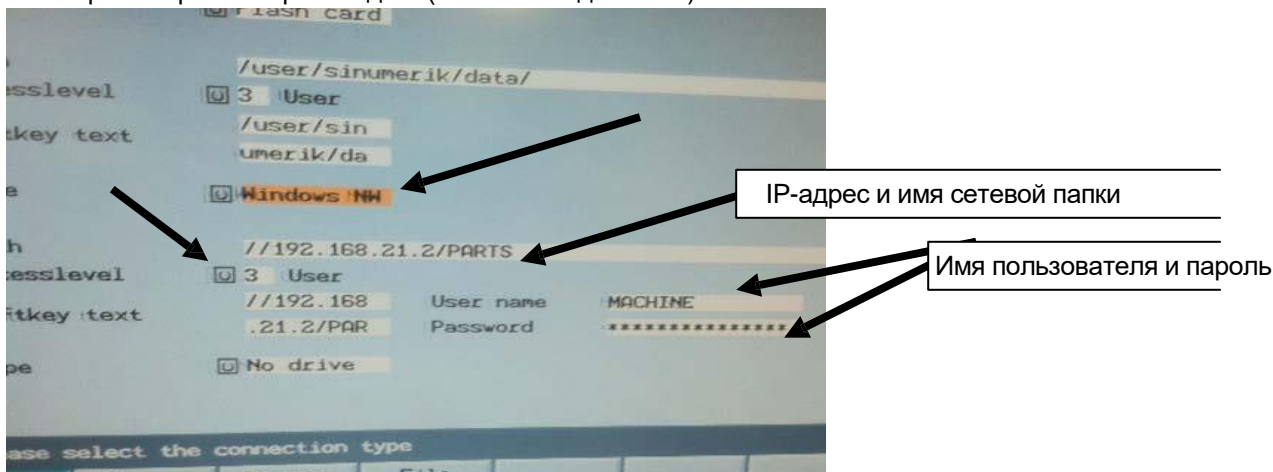 Flash card
/user/sinumerik/data/
esslevel 3 User
tkey text /user/sin
umerik/da
e Windows NW
h //192.168.21.2/PARTS
cesslevel 3 User
ftkey text //192.168 User name MACHINE
.21.2/PAR Password ***************
pe No drive
ase select the connection type
IP-адрес и имя сетевой папки
Имя пользователя и пароль